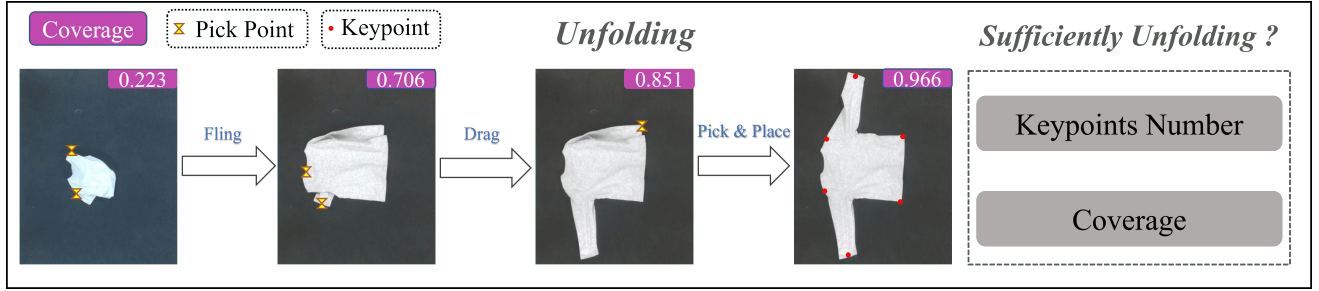 Coverage
Pick Point
Keypoint
Unfolding
Sufficiently Unfolding ?
0.223
0.706
0.851
0.966
Fling
Drag
Pick & Place
Keypoints Number
Coverage